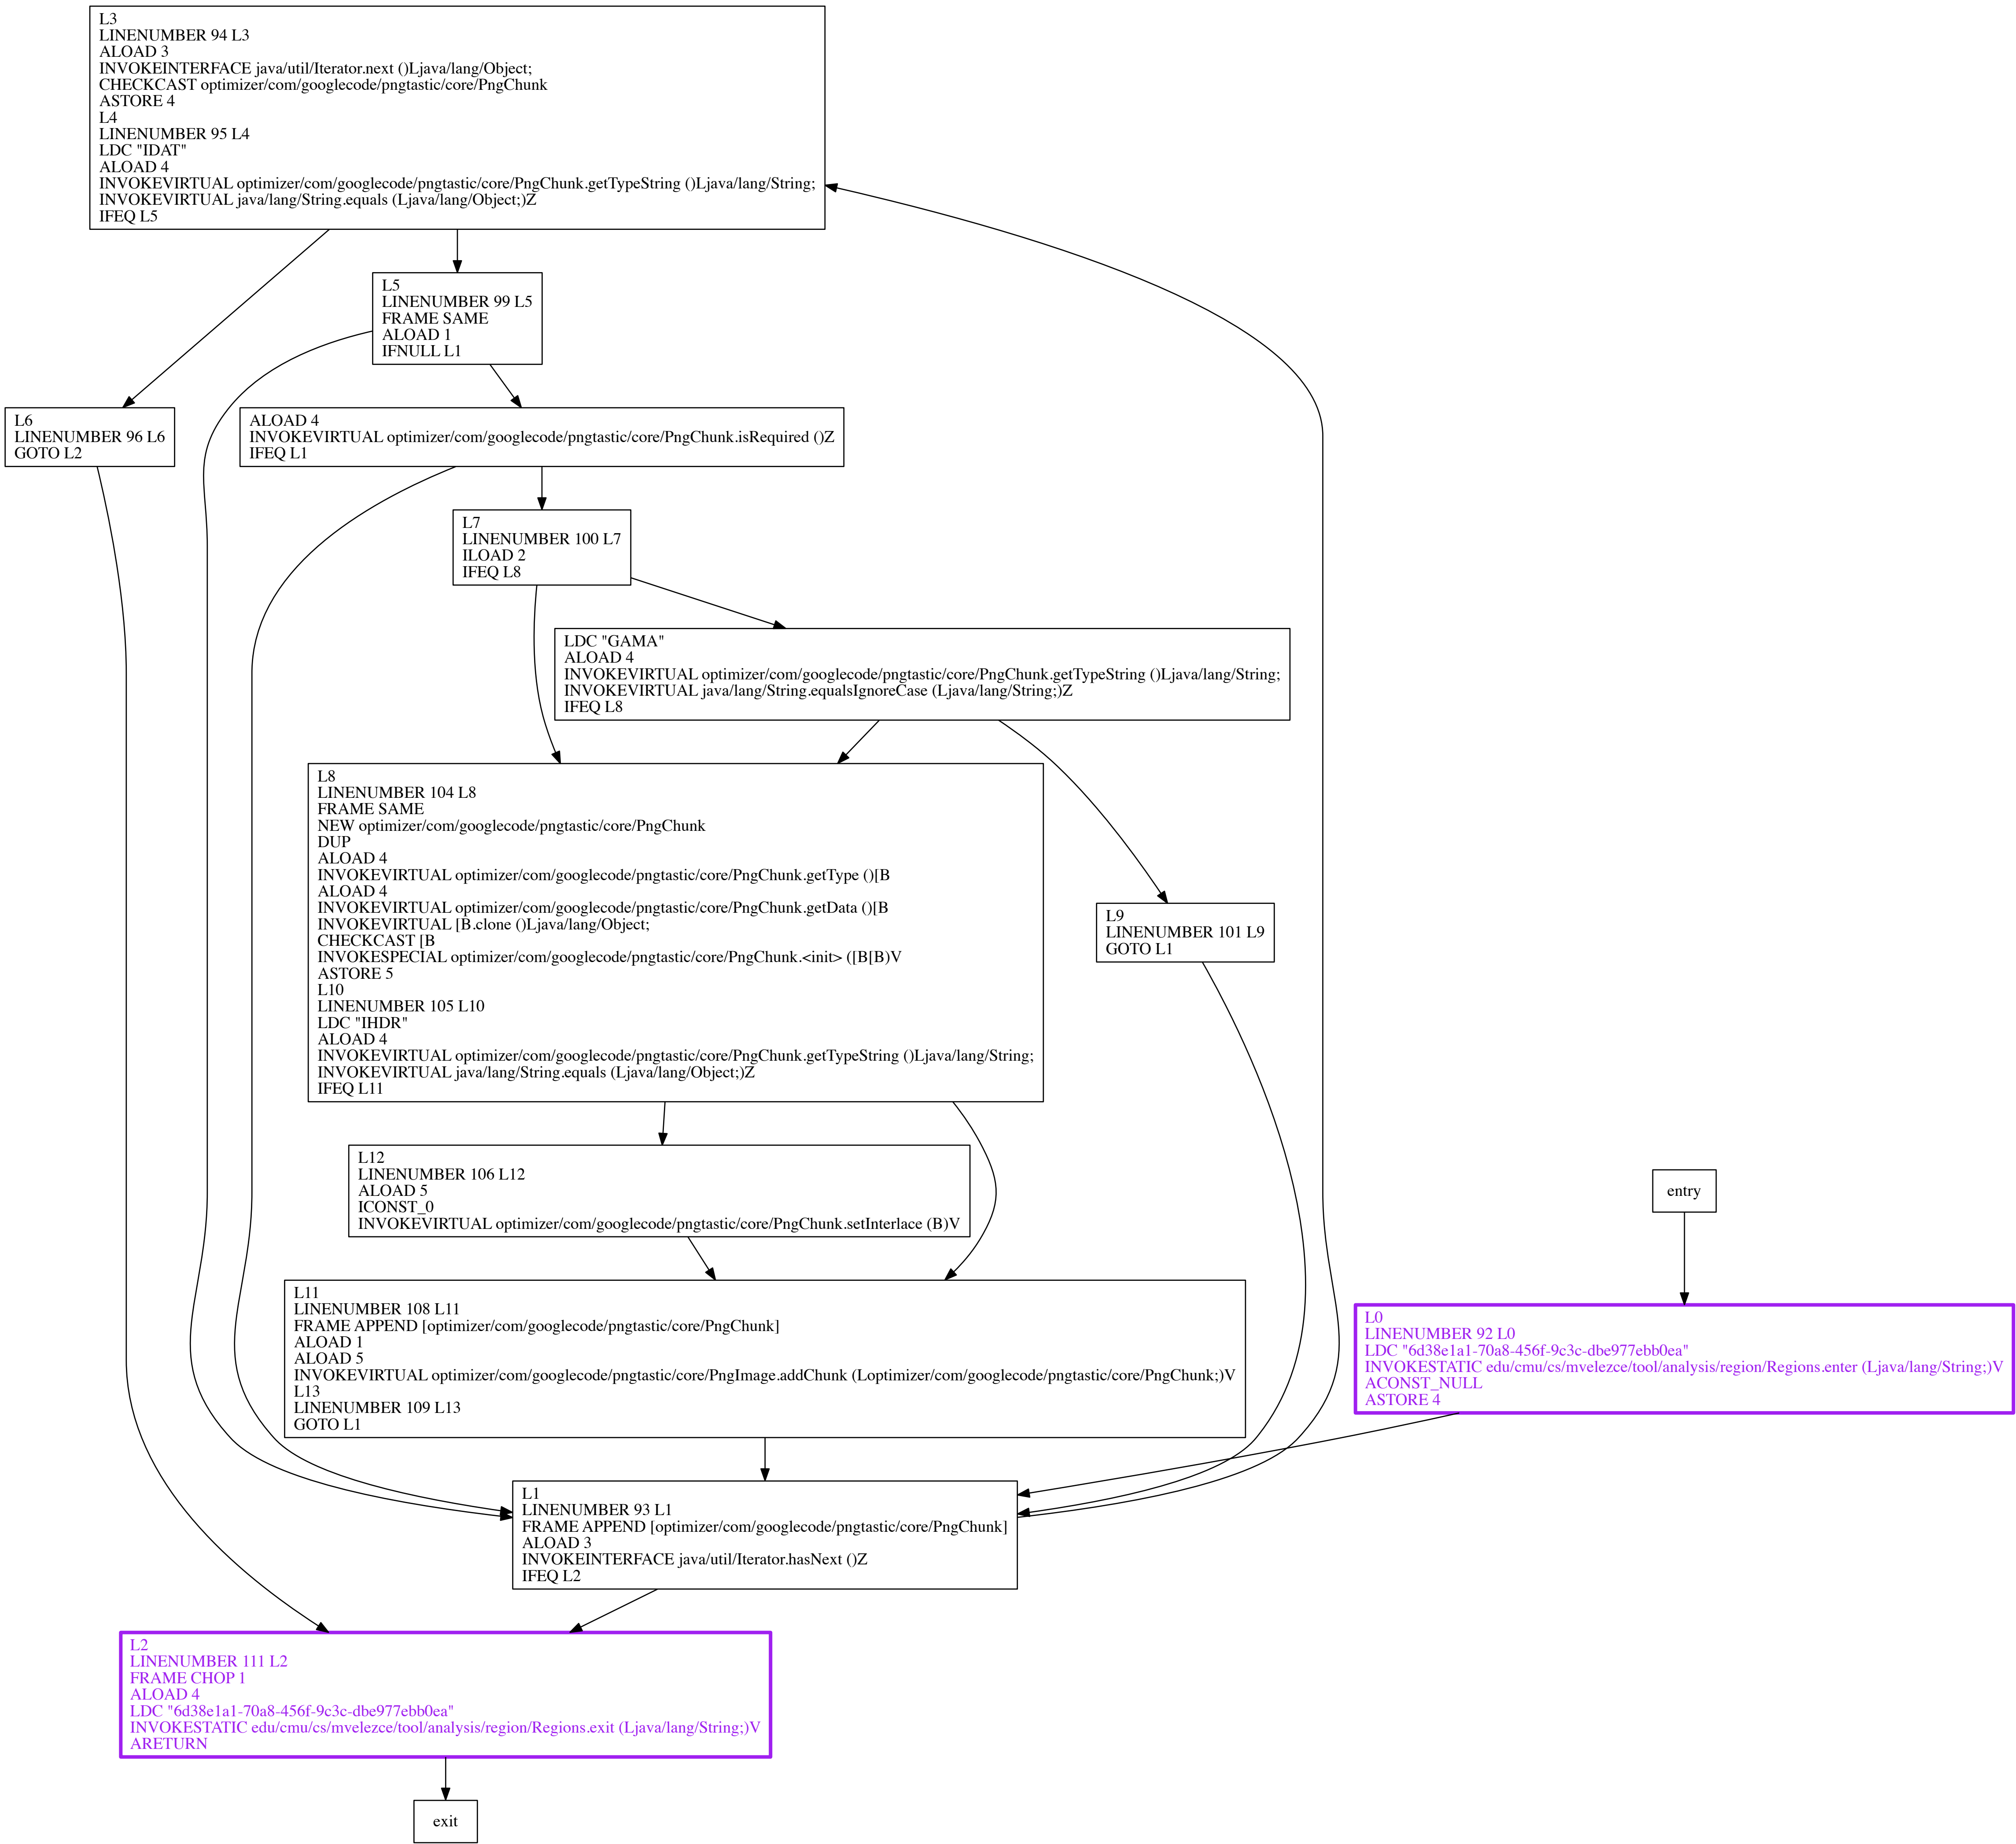 L3
LINENUMBER 94 L3
ALOAD 3
INVOKEINTERFACE java/util/Iterator.next ()Ljava/lang/Object;
CHECKCAST optimizer/com/googlecode/pngtastic/core/PngChunk
ASTORE 4
L4
LINENUMBER 95 L4
LDC "IDAT"
ALOAD 4
INVOKEVIRTUAL optimizer/com/googlecode/pngtastic/core/PngChunk.getTypeString ()Ljava/lang/String;
INVOKEVIRTUAL java/lang/String.equals (Ljava/lang/Object;)Z
IFEQ L5
L5
LINENUMBER 99 L5
FRAME SAME
ALOAD 1
IFNULL L1
L6
LINENUMBER 96 L6
GOTO L2
ALOAD 4
INVOKEVIRTUAL optimizer/com/googlecode/pngtastic/core/PngChunk.isRequired ()Z
IFEQ L1
L7
LINENUMBER 100 L7
ILOAD 2
IFEQ L8
LDC "GAMA"
ALOAD 4
INVOKEVIRTUAL optimizer/com/googlecode/pngtastic/core/PngChunk.getTypeString ()Ljava/lang/String;
INVOKEVIRTUAL java/lang/String.equalsIgnoreCase (Ljava/lang/String;)Z
IFEQ L8
L8
LINENUMBER 104 L8
FRAME SAME
NEW optimizer/com/googlecode/pngtastic/core/PngChunk
DUP
ALOAD 4
INVOKEVIRTUAL optimizer/com/googlecode/pngtastic/core/PngChunk.getType ()[B
ALOAD 4
INVOKEVIRTUAL optimizer/com/googlecode/pngtastic/core/PngChunk.getData ()[B
INVOKEVIRTUAL [B.clone ()Ljava/lang/Object;
CHECKCAST [B
INVOKESPECIAL optimizer/com/googlecode/pngtastic/core/PngChunk.<init> ([B[B)V
ASTORE 5
L10
LINENUMBER 105 L10
LDC "IHDR"
ALOAD 4
INVOKEVIRTUAL optimizer/com/googlecode/pngtastic/core/PngChunk.getTypeString ()Ljava/lang/String;
INVOKEVIRTUAL java/lang/String.equals (Ljava/lang/Object;)Z
IFEQ L11
L9
LINENUMBER 101 L9
GOTO L1
L12
LINENUMBER 106 L12
ALOAD 5
ICONST_0
INVOKEVIRTUAL optimizer/com/googlecode/pngtastic/core/PngChunk.setInterlace (B)V
entry
L11
LINENUMBER 108 L11
FRAME APPEND [optimizer/com/googlecode/pngtastic/core/PngChunk]
ALOAD 1
ALOAD 5
INVOKEVIRTUAL optimizer/com/googlecode/pngtastic/core/PngImage.addChunk (Loptimizer/com/googlecode/pngtastic/core/PngChunk;)V
L13
LINENUMBER 109 L13
GOTO L1
L0
LINENUMBER 92 L0
LDC "6d38e1a1-70a8-456f-9c3c-dbe977ebb0ea"
INVOKESTATIC edu/cmu/cs/mvelezce/tool/analysis/region/Regions.enter (Ljava/lang/String;)V
ACONST_NULL
ASTORE 4
L1
LINENUMBER 93 L1
FRAME APPEND [optimizer/com/googlecode/pngtastic/core/PngChunk]
ALOAD 3
INVOKEINTERFACE java/util/Iterator.hasNext ()Z
IFEQ L2
L2
LINENUMBER 111 L2
FRAME CHOP 1
ALOAD 4
LDC "6d38e1a1-70a8-456f-9c3c-dbe977ebb0ea"
INVOKESTATIC edu/cmu/cs/mvelezce/tool/analysis/region/Regions.exit (Ljava/lang/String;)V
ARETURN
exit